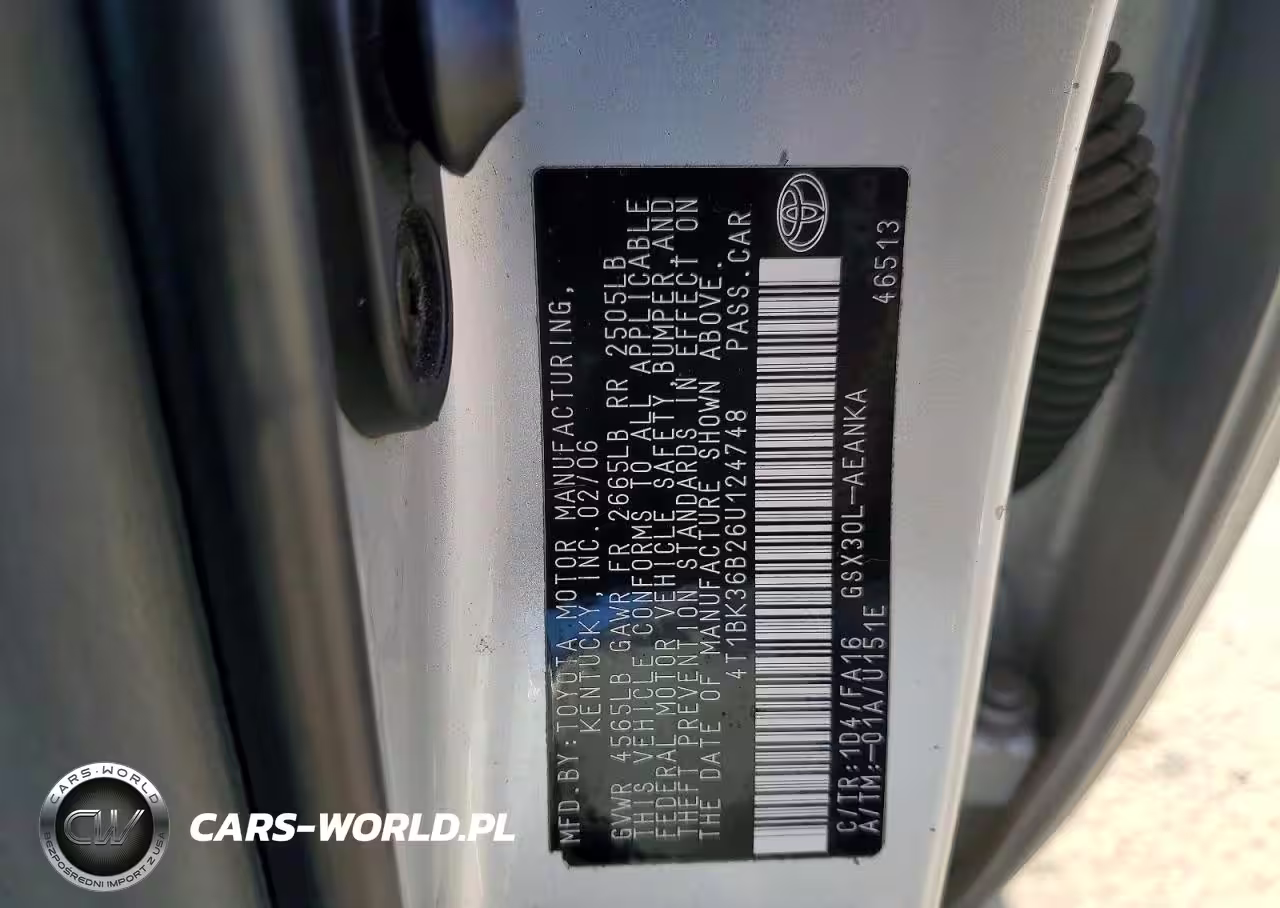 MFD.BY:TOYOTA MOTOR MANUFACTURING,
KENTUCKY,INC.02/06
GVWR 4565LB GAWR FR 2665LB RR 2505LB
THIS VEHICLE CONFORMS TO ALL APPLICABLE
FEDERAL MOTOR VEHICLE SAFETY,BUMPER,AND
THEFT PREVENTION STANDARDS IN EFFECT ON
THE DATE OF MANUFACTURE SHOWN ABOVE.
4T1BK36B26U124748 PASS.CAR
C/TR:1D4/FA16 GSX30L-AEANKA
A/TM:-01A/U151E 46513
CARS-WORLD
CW
BEZPOŚREDNI IMPORT Z USA
CARS-WORLD.PL